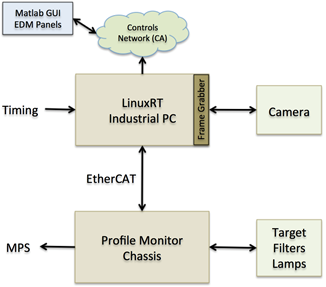 Matlab GUI
EDM Panels
Controls
Network (CA)
Timing
LinuxRT
Industrial PC
Frame Grabber
Camera
EtherCAT
MPS
Profile Monitor
Chassis
Target
Filters
Lamps